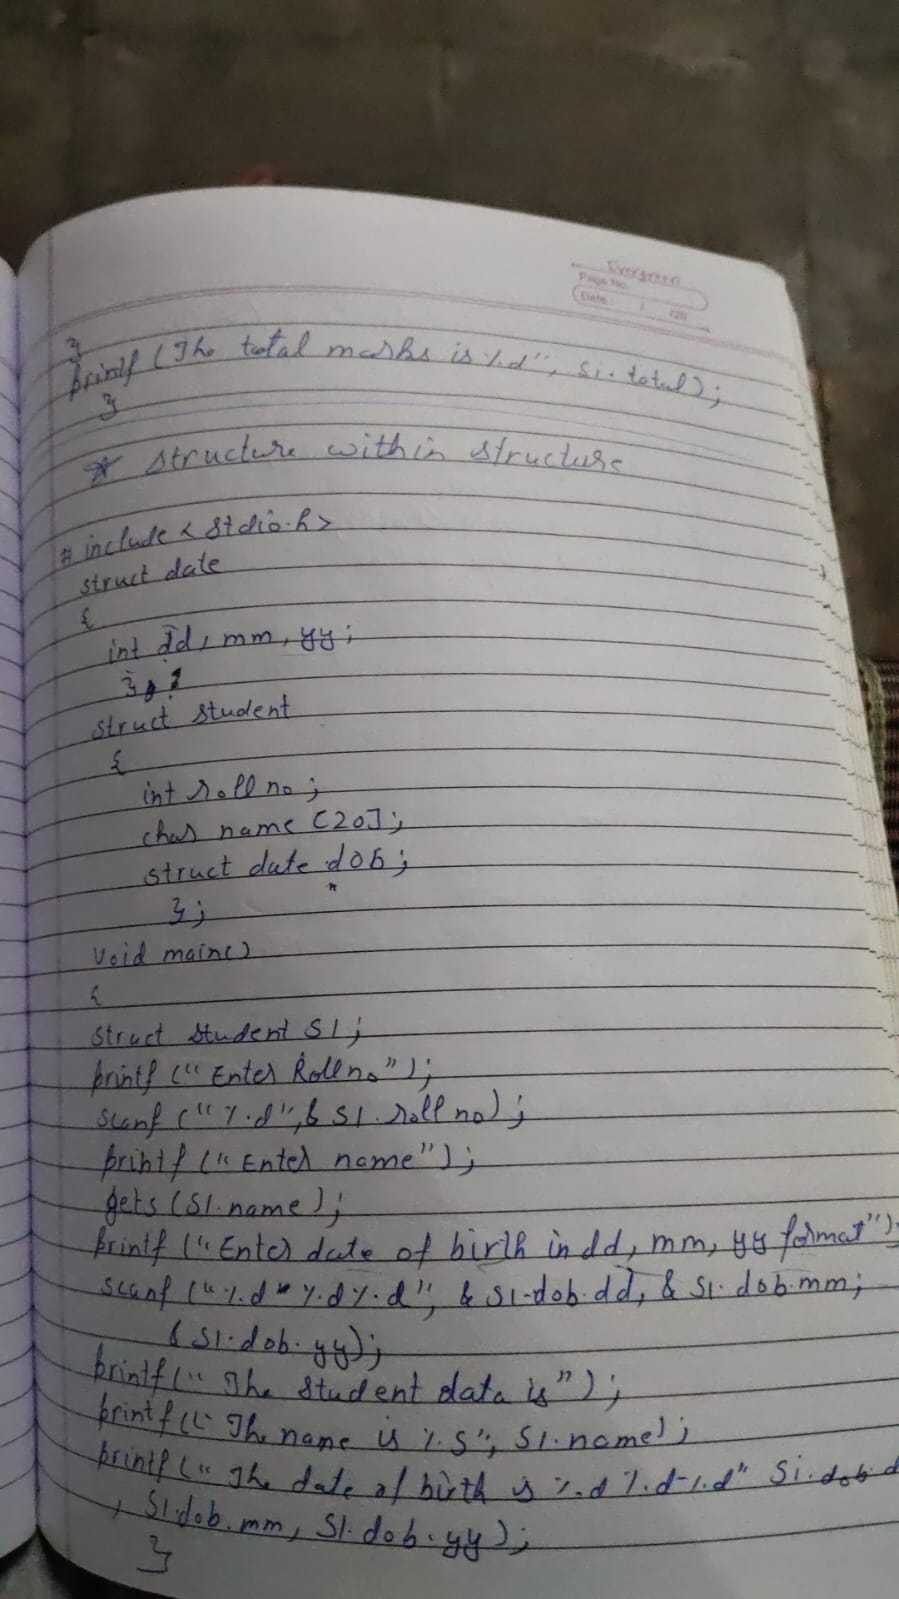 Evergreen
Page No.
Date: / /20
}
printf (The total marks is %d", S1.total);
}
* structure within structure
# include < stdio.h>
struct date
{
int dd, mm, yy;
};
struct student
{
int roll no;
char name [20];
struct date dob;
};
void main()
{
struct student S1;
printf (" Enter Roll no");
scanf (" %d", & S1.roll no);
printf (" Enter name");
gets (S1.name);
printf (" Enter date of birth in dd, mm, yy format")
scanf (" %d %d %d", & S1.dob.dd, & S1.dob.mm;
& S1.dob.yy);
printf (" The student data is");
printf (" The name is %s", S1.name);
printf (" The date of birth is %d %d-%d" S1.dob.d
, S1.dob.mm, S1.dob.yy);
}